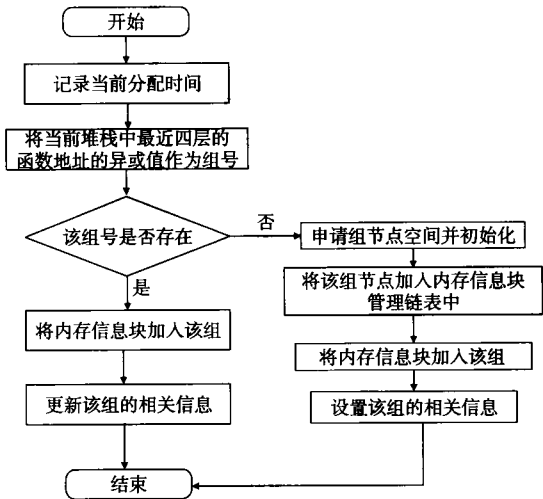 开始
记录当前分配时间
将当前堆栈中最近四层的
函数地址的异或值作为组号
该组号是否存在
否
申请组节点空间并初始化
是
将该组节点加入内存信息块
管理链表中
将内存信息块加入该组
将内存信息块加入该组
更新该组的相关信息
设置该组的相关信息
结束